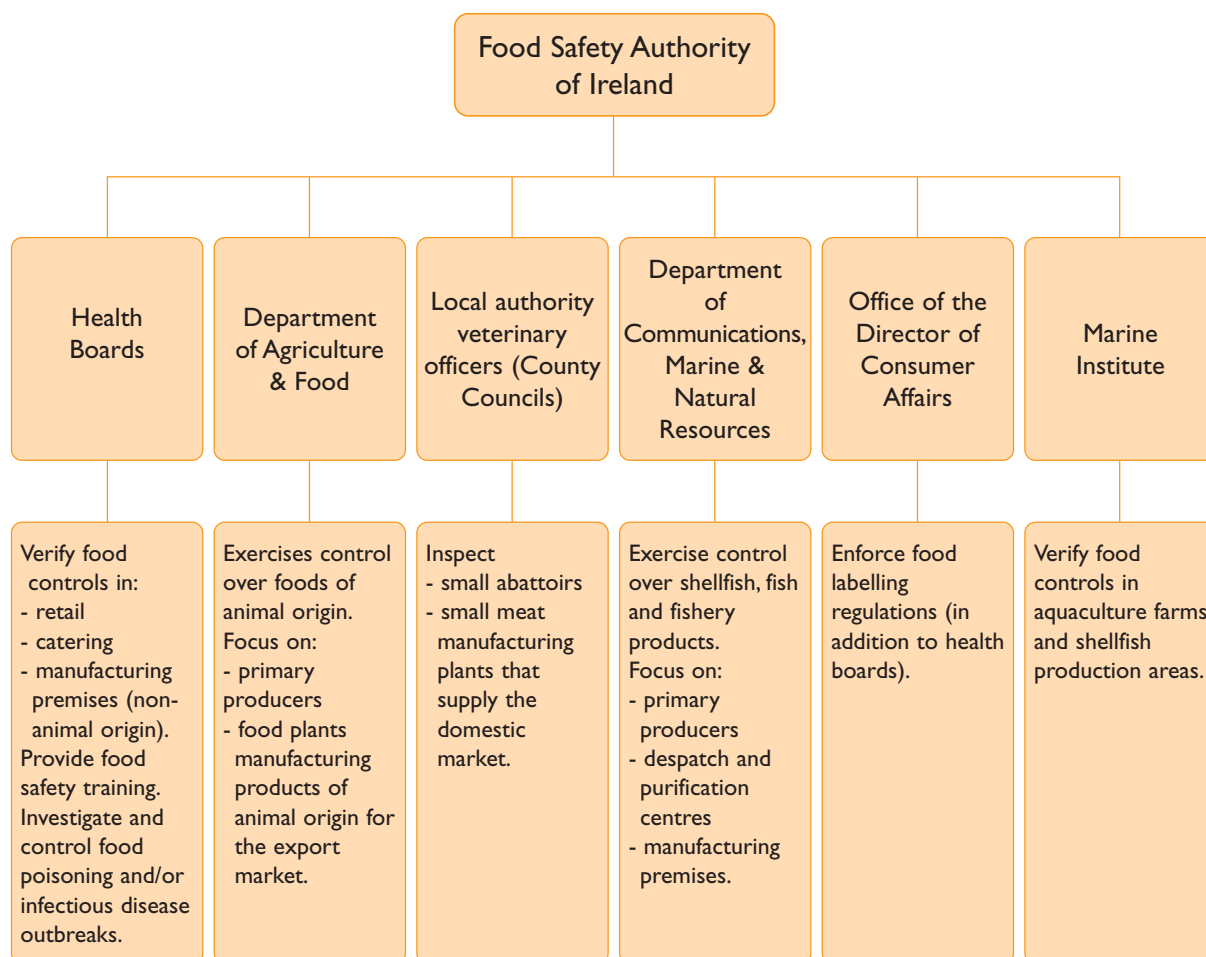 Food Safety Authority
of Ireland
Health
Boards
Department
of Agriculture
& Food
Local authority
veterinary
officers (County
Councils)
Department
of
Communications,
Marine &
Natural
Resources
Office of the
Director of
Consumer
Affairs
Marine
Institute
Verify food
controls in:
- retail
- catering
- manufacturing
premises (non-
animal origin).
Provide food
safety training.
Investigate and
control food
poisoning and/or
infectious disease
outbreaks.
Exercises control
over foods of
animal origin.
Focus on:
- primary
producers
- food plants
manufacturing
products of
animal origin for
the export
market.
Inspect
- small abattoirs
- small meat
manufacturing
plants that
supply the
domestic
market.
Exercise control
over shellfish, fish
and fishery
products.
Focus on:
- primary
producers
- despatch and
purification
centres
- manufacturing
premises.
Enforce food
labelling
regulations (in
addition to health
boards).
Verify food
controls in
aquaculture farms
and shellfish
production areas.